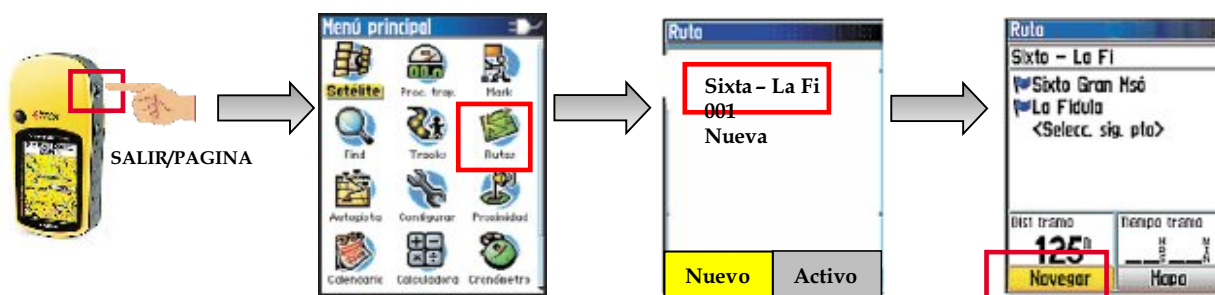 SALIR/PAGINA
Menú principal
Satélite
Proc. trap.
Mark
Find
Tracks
Rutas
Autopista
Configurar
Proximidad
Calendario
Calculadora
Cronómetro
Ruta
Sixta – La Fi
001
Nueva
Nuevo
Activo
Ruta
Sixto – La Fi
Sixto Gran Msó
La Fidula
<Selecc. sig. pto>
Dist tramo
Tiempo tramo
125
Navegar
Mapa